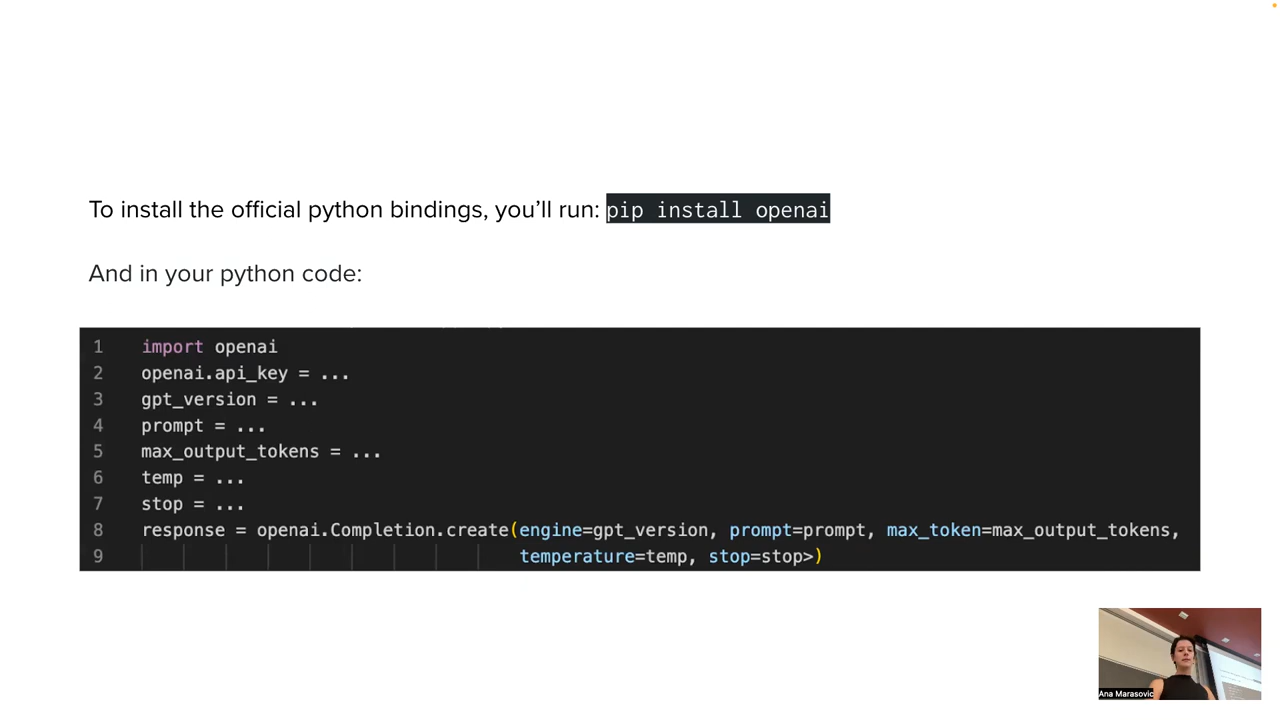 To install the official python bindings, you'll run: pip install openai
And in your python code:
1 import openai
2 openai.api_key = ...
3 gpt_version = ...
4 prompt = ...
5 max_output_tokens = ...
6 temp = ...
7 stop = ...
8 response = openai.Completion.create(engine=gpt_version, prompt=prompt, max_token=max_output_tokens,
9 temperature=temp, stop=stop>)
Ana Marasovic